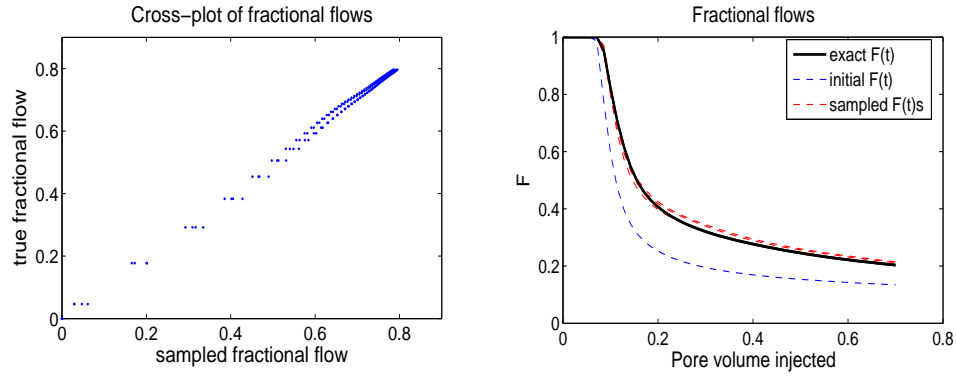 Cross-plot of fractional flows
0.8
0.6
0.4
0.2
0
0
0.2
0.4
0.6
0.8
true fractional flow
sampled fractional flow
Fractional flows
exact F(t)
initial F(t)
sampled F(t)s
1
0.8
0.6
0.4
0.2
0
0
0.2
0.4
0.6
0.8
F
Pore volume injected